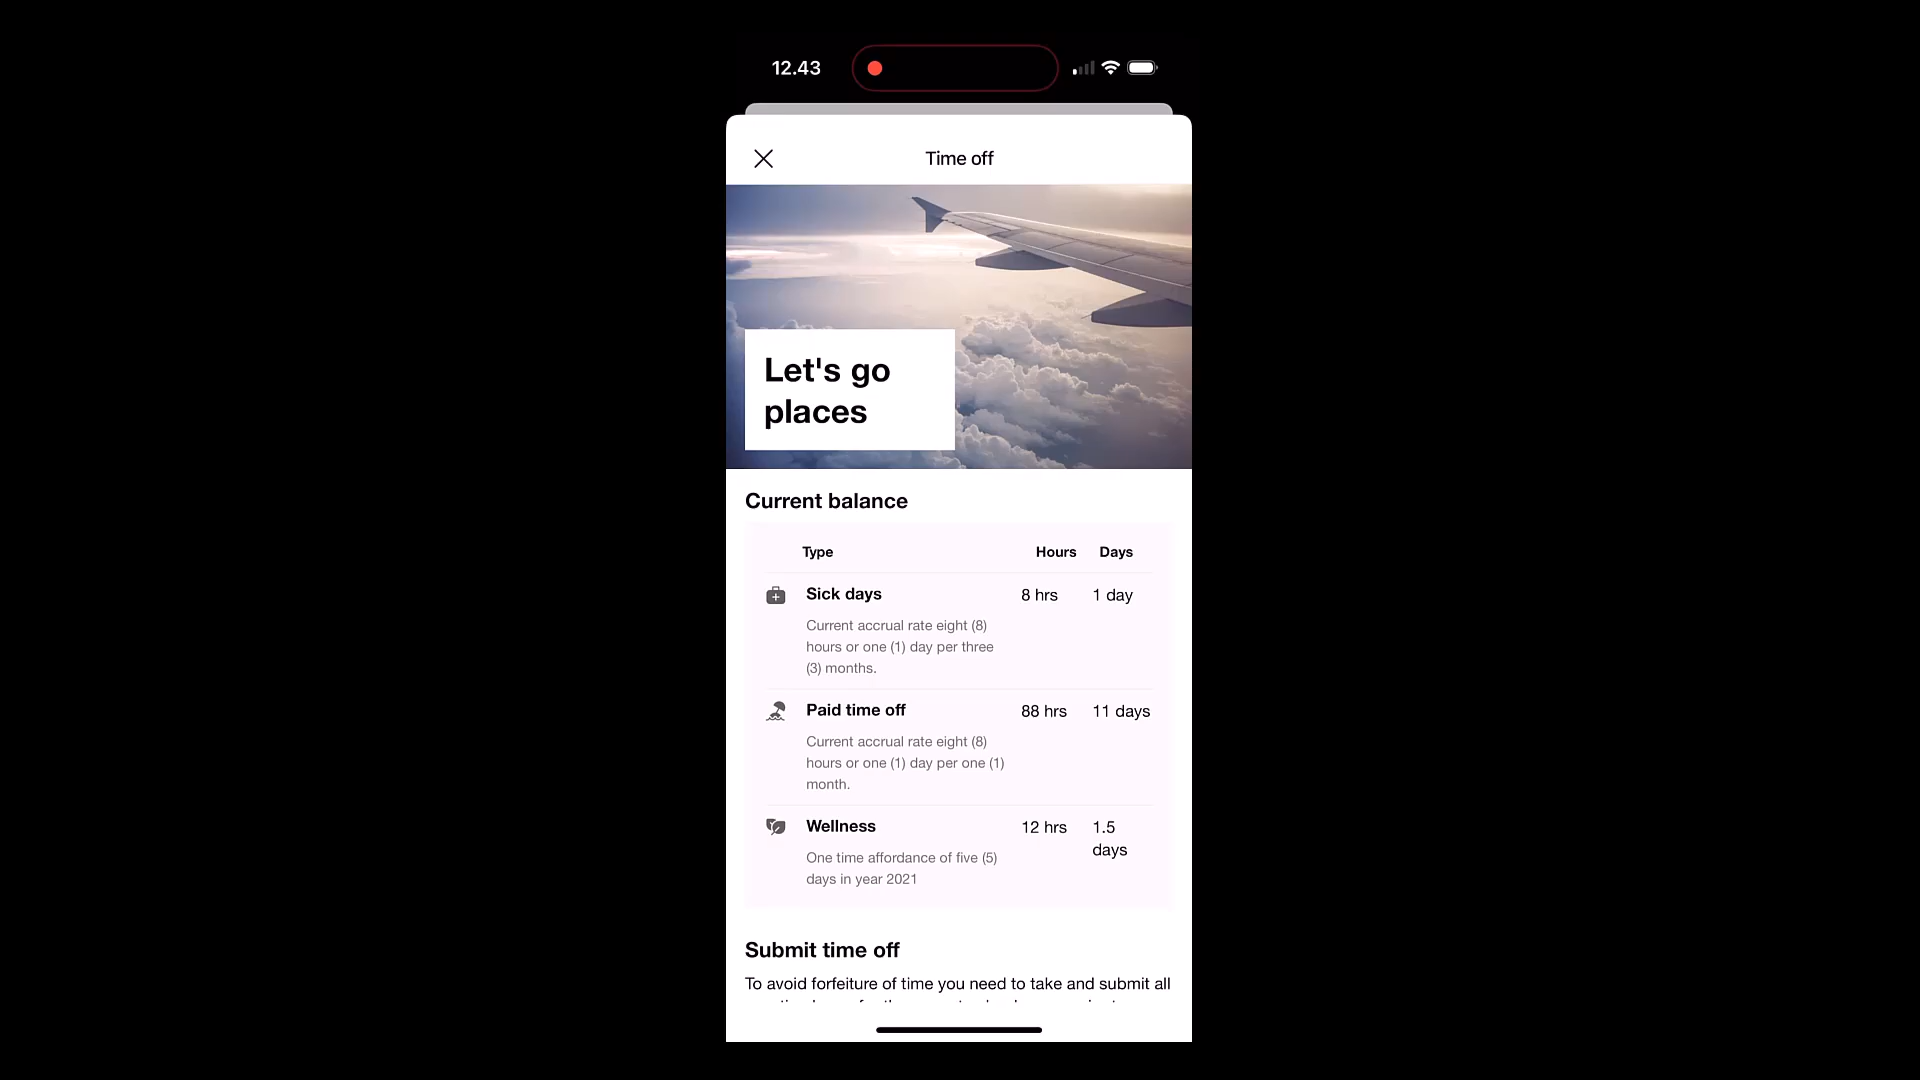 12.43
Time off
Let's go
places
Current balance
Type Hours Days
Sick days 8 hrs 1 day
Current accrual rate eight (8)
hours or one (1) day per three
(3) months.
Paid time off 88 hrs 11 days
Current accrual rate eight (8)
hours or one (1) day per one (1)
month.
Wellness 12 hrs 1.5
days
One time affordance of five (5)
days in year 2021
Submit time off
To avoid forfeiture of time you need to take and submit all